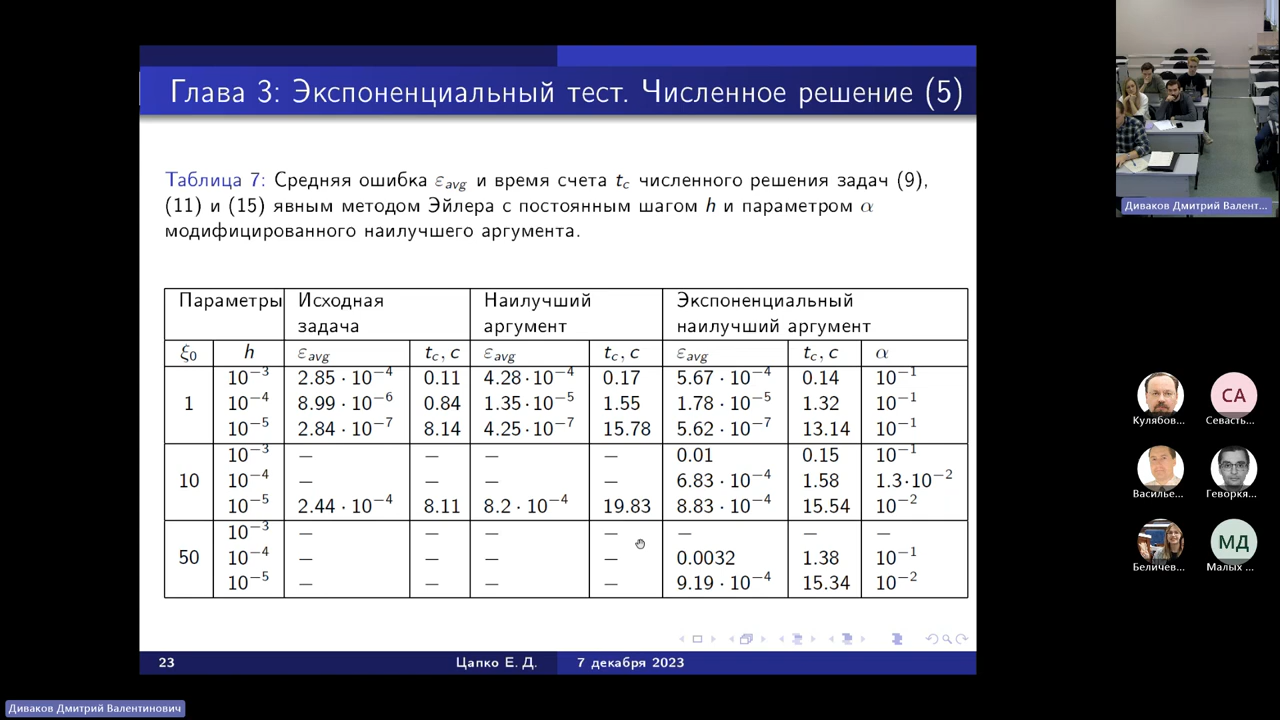 Глава 3: Экспоненциальный тест. Численное решение (5)
Таблица 7: Средняя ошибка εavg и время счета tc численного решения задач (9),
(11) и (15) явным методом Эйлера с постоянным шагом h и параметром α
модифицированного наилучшего аргумента.
Параметры Исходная задача Наилучший аргумент Экспоненциальный наилучший аргумент
ξ0 h εavg tc, c εavg tc, c εavg tc, c α
1 10⁻³ 2.85 · 10⁻⁴ 0.11 4.28 · 10⁻⁴ 0.17 5.67 · 10⁻⁴ 0.14 10⁻¹
10⁻⁴ 8.99 · 10⁻⁶ 0.84 1.35 · 10⁻⁵ 1.55 1.78 · 10⁻⁵ 1.32 10⁻¹
10⁻⁵ 2.84 · 10⁻⁷ 8.14 4.25 · 10⁻⁷ 15.78 5.62 · 10⁻⁷ 13.14 10⁻¹
10 10⁻³ – – – – 0.01 0.15 10⁻¹
10⁻⁴ – – – – 6.83 · 10⁻⁴ 1.58 1.3·10⁻²
10⁻⁵ 2.44 · 10⁻⁴ 8.11 8.2 · 10⁻⁴ 19.83 8.83 · 10⁻⁴ 15.54 10⁻²
50 10⁻³ – – – – – – –
10⁻⁴ – – – – 0.0032 1.38 10⁻¹
10⁻⁵ – – – – 9.19 · 10⁻⁴ 15.34 10⁻²
23 Цапко Е. Д. 7 декабря 2023
Диваков Дмитрий Валент...
СА
Кулябов... Севасть...
Василье... Геворкя...
МД
Беличев... Малых ...
Диваков Дмитрий Валентинович